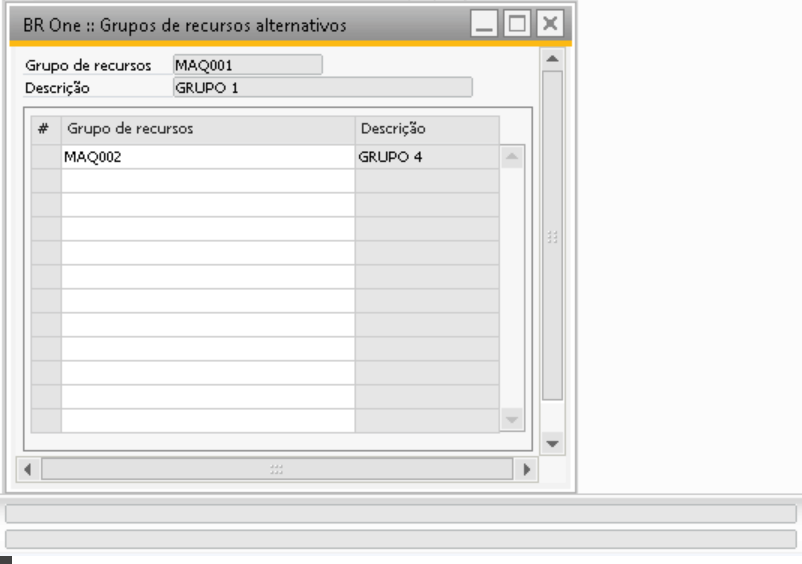 BR One :: Grupos de recursos alternativos
Grupo de recursos MAQ001
Descrição GRUPO 1
# Grupo de recursos Descrição
MAQ002 GRUPO 4